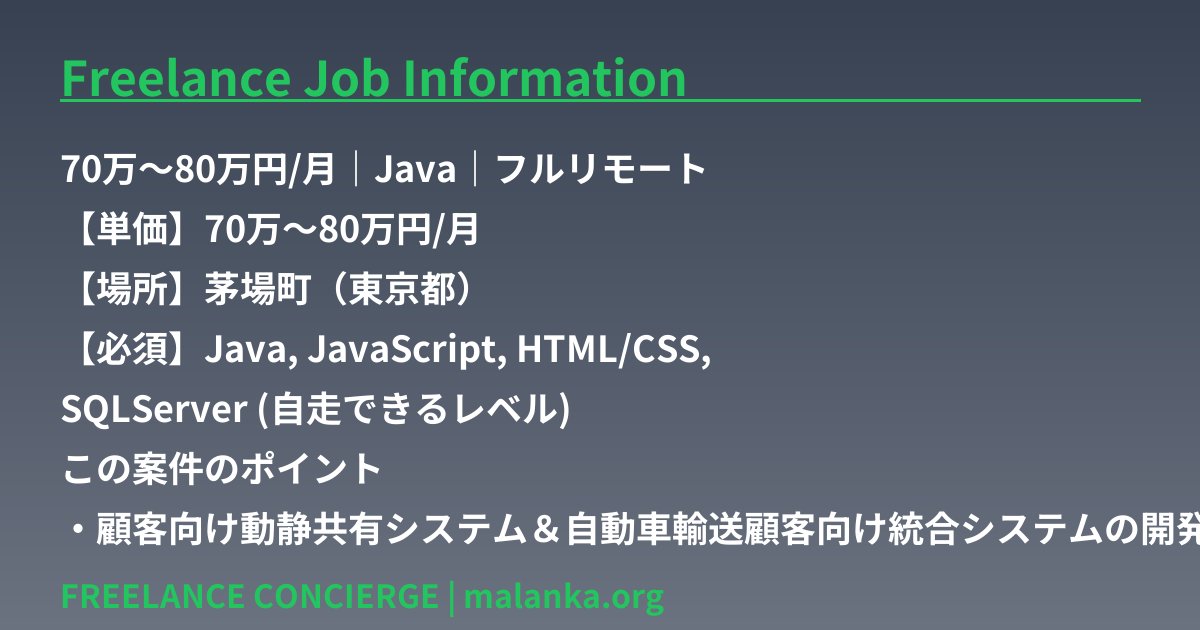 Freelance Job Information
70万〜80万円/月｜Java｜フルリモート
【単価】70万〜80万円/月
【場所】茅場町（東京都）
【必須】Java, JavaScript, HTML/CSS,
SQLServer (自走できるレベル)
この案件のポイント
・顧客向け動静共有システム＆自動車輸送顧客向け統合システムの開発
FREELANCE CONCIERGE | malanka.org